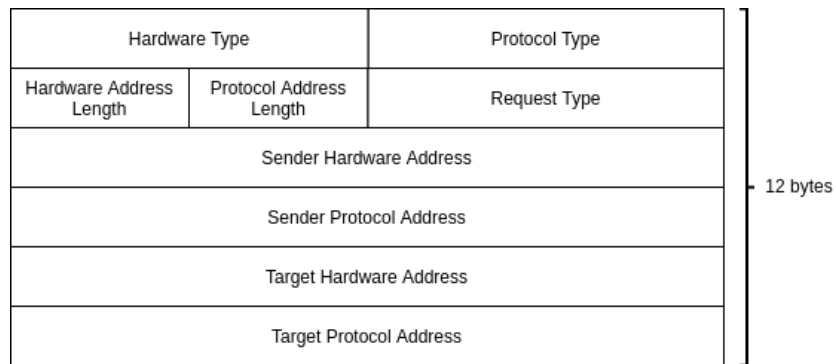 Hardware Type
Protocol Type
Hardware Address
Length
Protocol Address
Length
Request Type
Sender Hardware Address
12 bytes
Sender Protocol Address
Target Hardware Address
Target Protocol Address